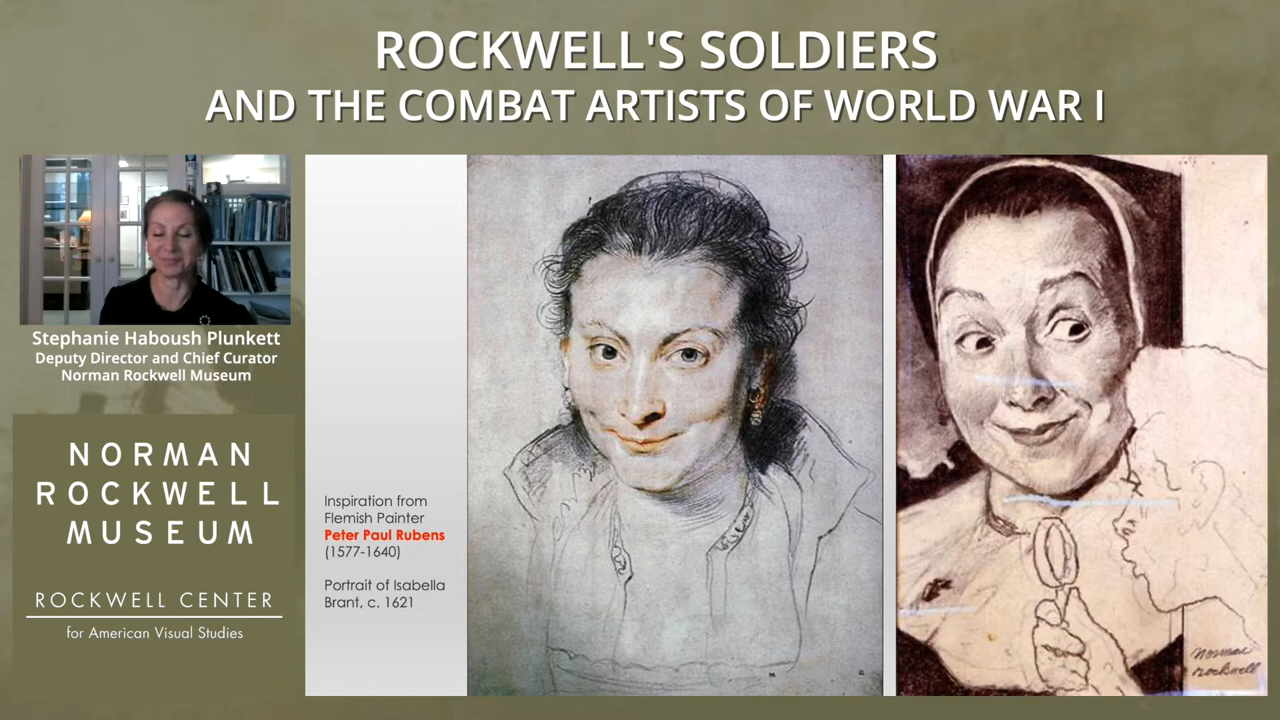 ROCKWELL'S SOLDIERS
AND THE COMBAT ARTISTS OF WORLD WAR I
Stephanie Haboush Plunkett
Deputy Director and Chief Curator
Norman Rockwell Museum
NORMAN
ROCKWELL
MUSEUM
ROCKWELL CENTER
for American Visual Studies
Inspiration from
Flemish Painter
Peter Paul Rubens
(1577-1640)
Portrait of Isabella
Brant, c. 1621
Norman
Rockwell